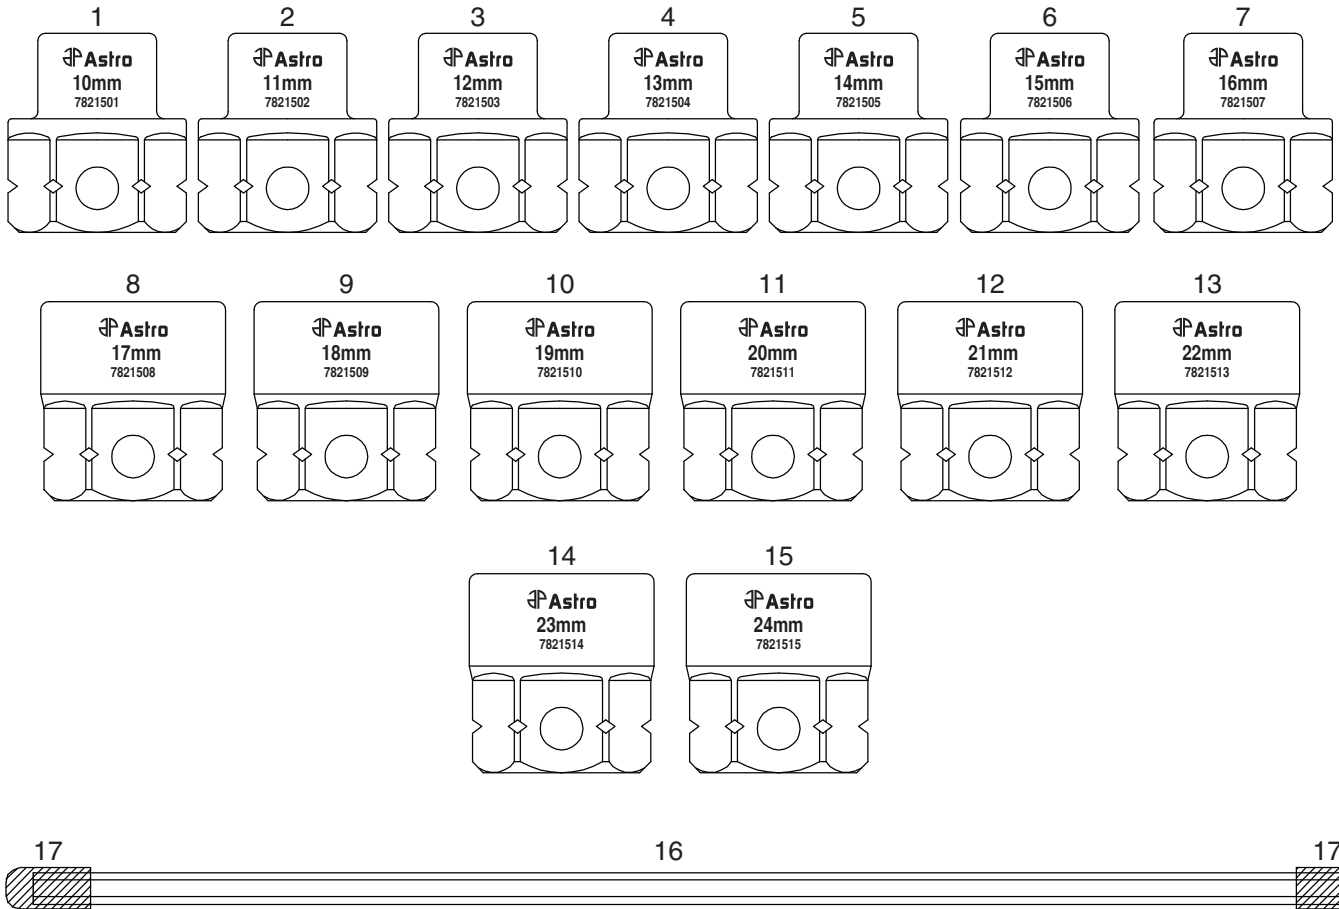 1 2 3 4 5 6 7
Astro Astro Astro Astro Astro Astro Astro
10mm 11mm 12mm 13mm 14mm 15mm 16mm
7821501 7821502 7821503 7821504 7821505 7821506 7821507
8 9 10 11 12 13
Astro Astro Astro Astro Astro Astro
17mm 18mm 19mm 20mm 21mm 22mm
7821508 7821509 7821510 7821511 7821512 7821513
14 15
Astro Astro
23mm 24mm
7821514 7821515
17 16 17